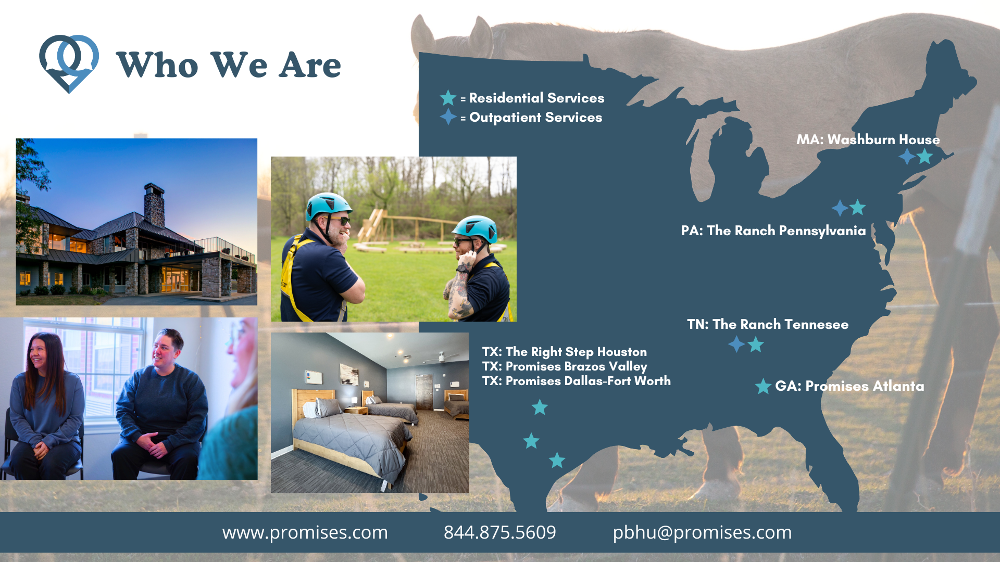 Who We Are
= Residential Services
= Outpatient Services
MA: Washburn House
PA: The Ranch Pennsylvania
TN: The Ranch Tennesee
TX: The Right Step Houston
TX: Promises Brazos Valley
TX: Promises Dallas-Fort Worth
GA: Promises Atlanta
www.promises.com 844.875.5609 pbhu@promises.com